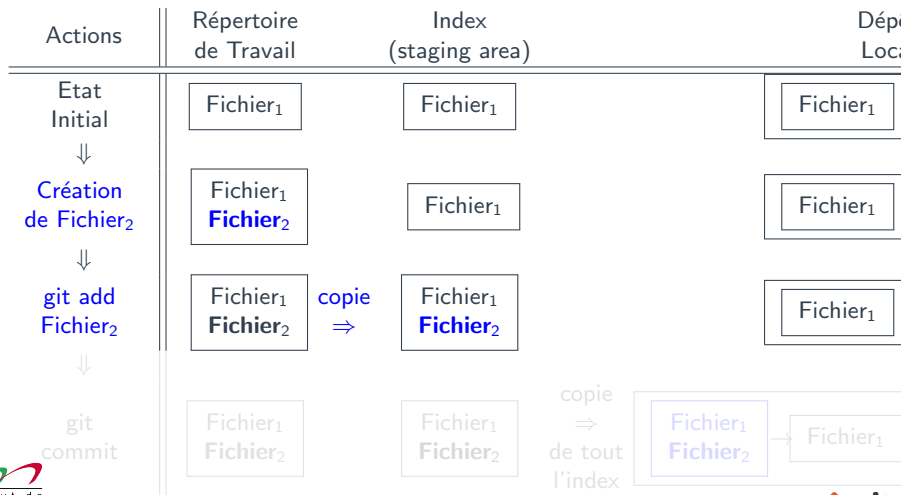 Actions
Répertoire
de Travail
Index
(staging area)
Dép
Loca
Etat
Initial
Fichier₁
Fichier₁
Fichier₁
⇓
Création
de Fichier₂
Fichier₁
Fichier₂
Fichier₁
Fichier₁
⇓
git add
Fichier₂
Fichier₁
Fichier₂
copie
⇒
Fichier₁
Fichier₂
Fichier₁
⇓
git
commit
Fichier₁
Fichier₂
Fichier₁
Fichier₂
copie
⇒
de tout
l'index
Fichier₁
Fichier₂
→
Fichier₁